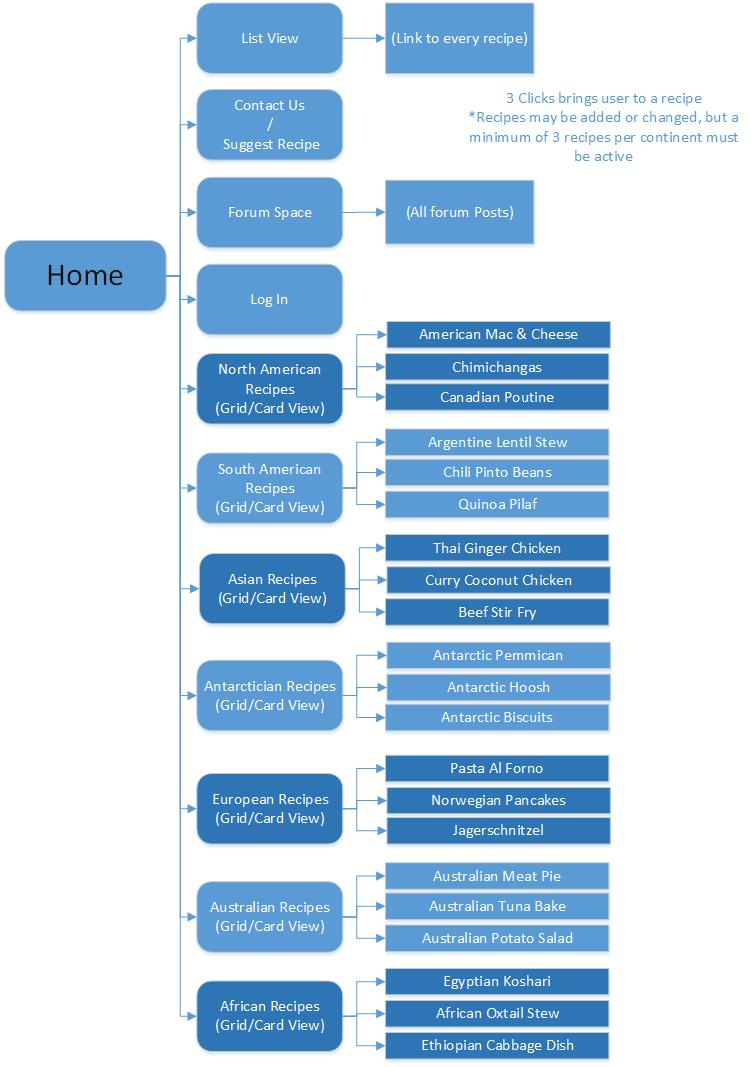 List View
(Link to every recipe)
3 Clicks brings user to a recipe
*Recipes may be added or changed, but a
minimum of 3 recipes per continent must
be active
Contact Us
/
Suggest Recipe
Forum Space
(All forum Posts)
Home
Log In
North American
Recipes
(Grid/Card View)
American Mac & Cheese
Chimichangas
Canadian Poutine
South American
Recipes
(Grid/Card View)
Argentine Lentil Stew
Chili Pinto Beans
Quinoa Pilaf
Asian Recipes
(Grid/Card View)
Thai Ginger Chicken
Curry Coconut Chicken
Beef Stir Fry
Antarctician Recipes
(Grid/Card View)
Antarctic Pemmican
Antarctic Hoosh
Antarctic Biscuits
European Recipes
(Grid/Card View)
Pasta Al Forno
Norwegian Pancakes
Jagerschnitzel
Australian Recipes
(Grid/Card View)
Australian Meat Pie
Australian Tuna Bake
Australian Potato Salad
African Recipes
(Grid/Card View)
Egyptian Koshari
African Oxtail Stew
Ethiopian Cabbage Dish